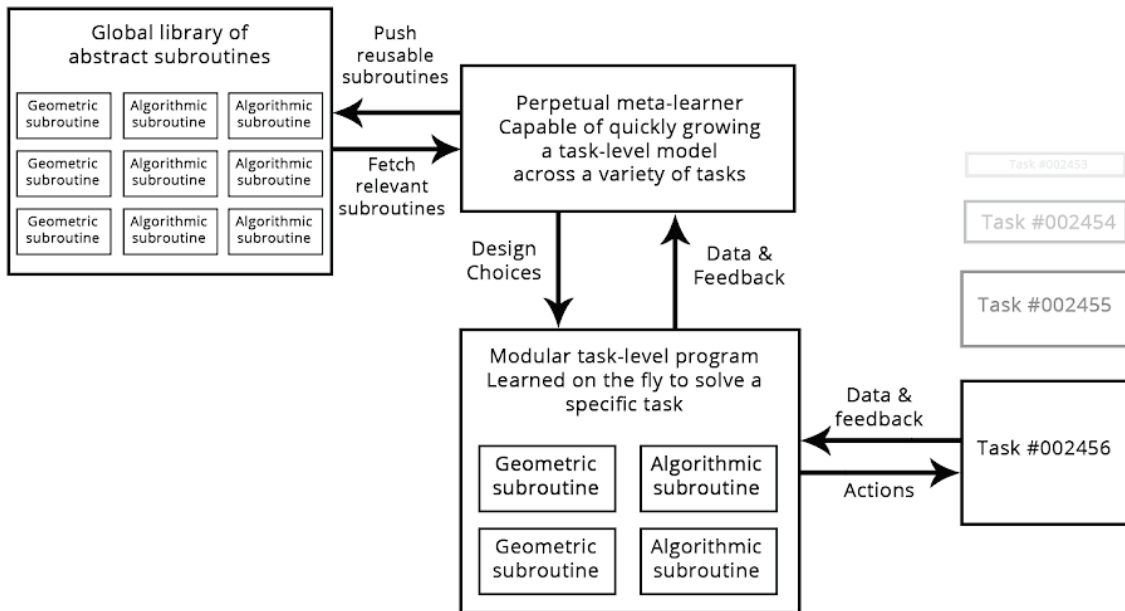 Global library of
abstract subroutines
Geometric
subroutine
Algorithmic
subroutine
Algorithmic
subroutine
Geometric
subroutine
Algorithmic
subroutine
Algorithmic
subroutine
Geometric
subroutine
Algorithmic
subroutine
Algorithmic
subroutine
Push
reusable
subroutines
Fetch
relevant
subroutines
Perpetual meta-learner
Capable of quickly growing
a task-level model
across a variety of tasks
Design
Choices
Data &
Feedback
Modular task-level program
Learned on the fly to solve a
specific task
Geometric
subroutine
Algorithmic
subroutine
Geometric
subroutine
Algorithmic
subroutine
Data &
feedback
Actions
Task #002453
Task #002454
Task #002455
Task #002456